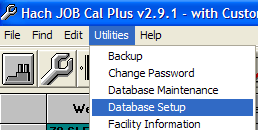 Hach JOB Cal Plus v2.9.1 - with Custo
File Find Edit Utilities Help
Backup
Change Password
Database Maintenance
Database Setup
Facility Information